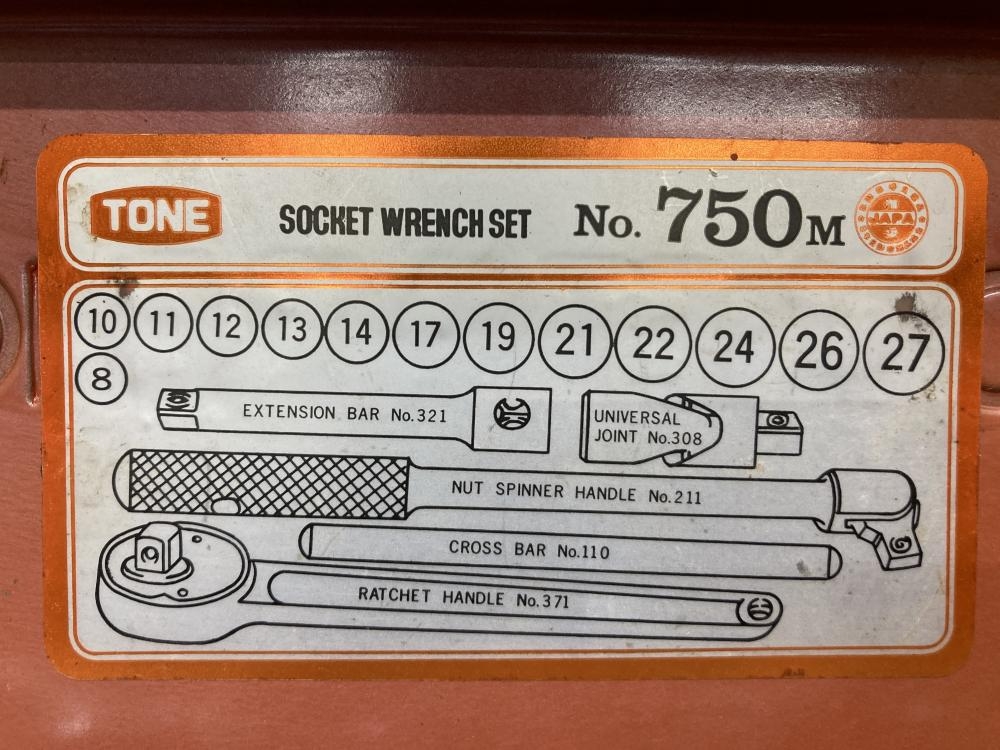 TONE
SOCKET WRENCH SET
No. 750M
JAPA
10 11 12 13 14 17 19 21 22 24 26 27
8
EXTENSION BAR No.321
UNIVERSAL
JOINT No.308
NUT SPINNER HANDLE No.211
CROSS BAR No.110
RATCHET HANDLE No.371